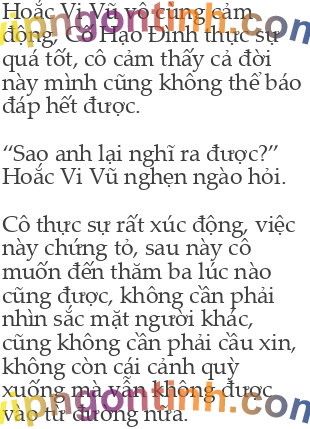 Hoắc Vi Vũ vô cùng cảm
động, Cố Hạo Đình thực sự
quá tốt, cô cảm thấy cả đời
này mình cũng không thể báo
đáp hết được.
“Sao anh lại nghĩ ra được?”
Hoắc Vi Vũ nghẹn ngào hỏi.
Cô thực sự rất xúc động, việc
này chứng tỏ, sau này cô
muốn đến thăm ba lúc nào
cũng được, không cần phải
nhìn sắc mặt người khác,
cũng không cần phải cầu xin,
không còn cái cảnh quỳ
xuống mà vẫn không được
vào từ đường nữa.
vipngontinh.com
vipngontinh.com